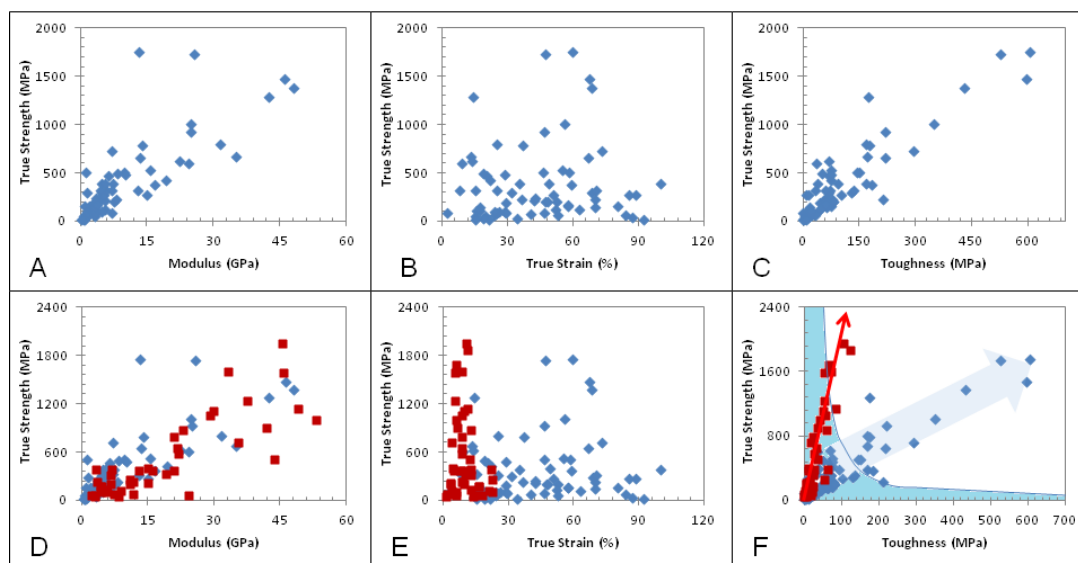 2000
1500
1000
500
0
True Strength (MPa)
0 15 30 45 60
Modulus (GPa)
A
2000
1500
1000
500
0
True Strength (MPa)
0 30 60 90 120
True Strain (%)
B
2000
1500
1000
500
0
True Strength (MPa)
0 150 300 450 600
Toughness (MPa)
C
2400
1800
1200
600
0
True Strength (MPa)
0 15 30 45 60
Modulus (GPa)
D
2400
1800
1200
600
0
True Strength (MPa)
0 30 60 90 120
True Strain (%)
E
2400
1600
800
0
True Strength (MPa)
0 100 200 300 400 500 600 700
Toughness (MPa)
F